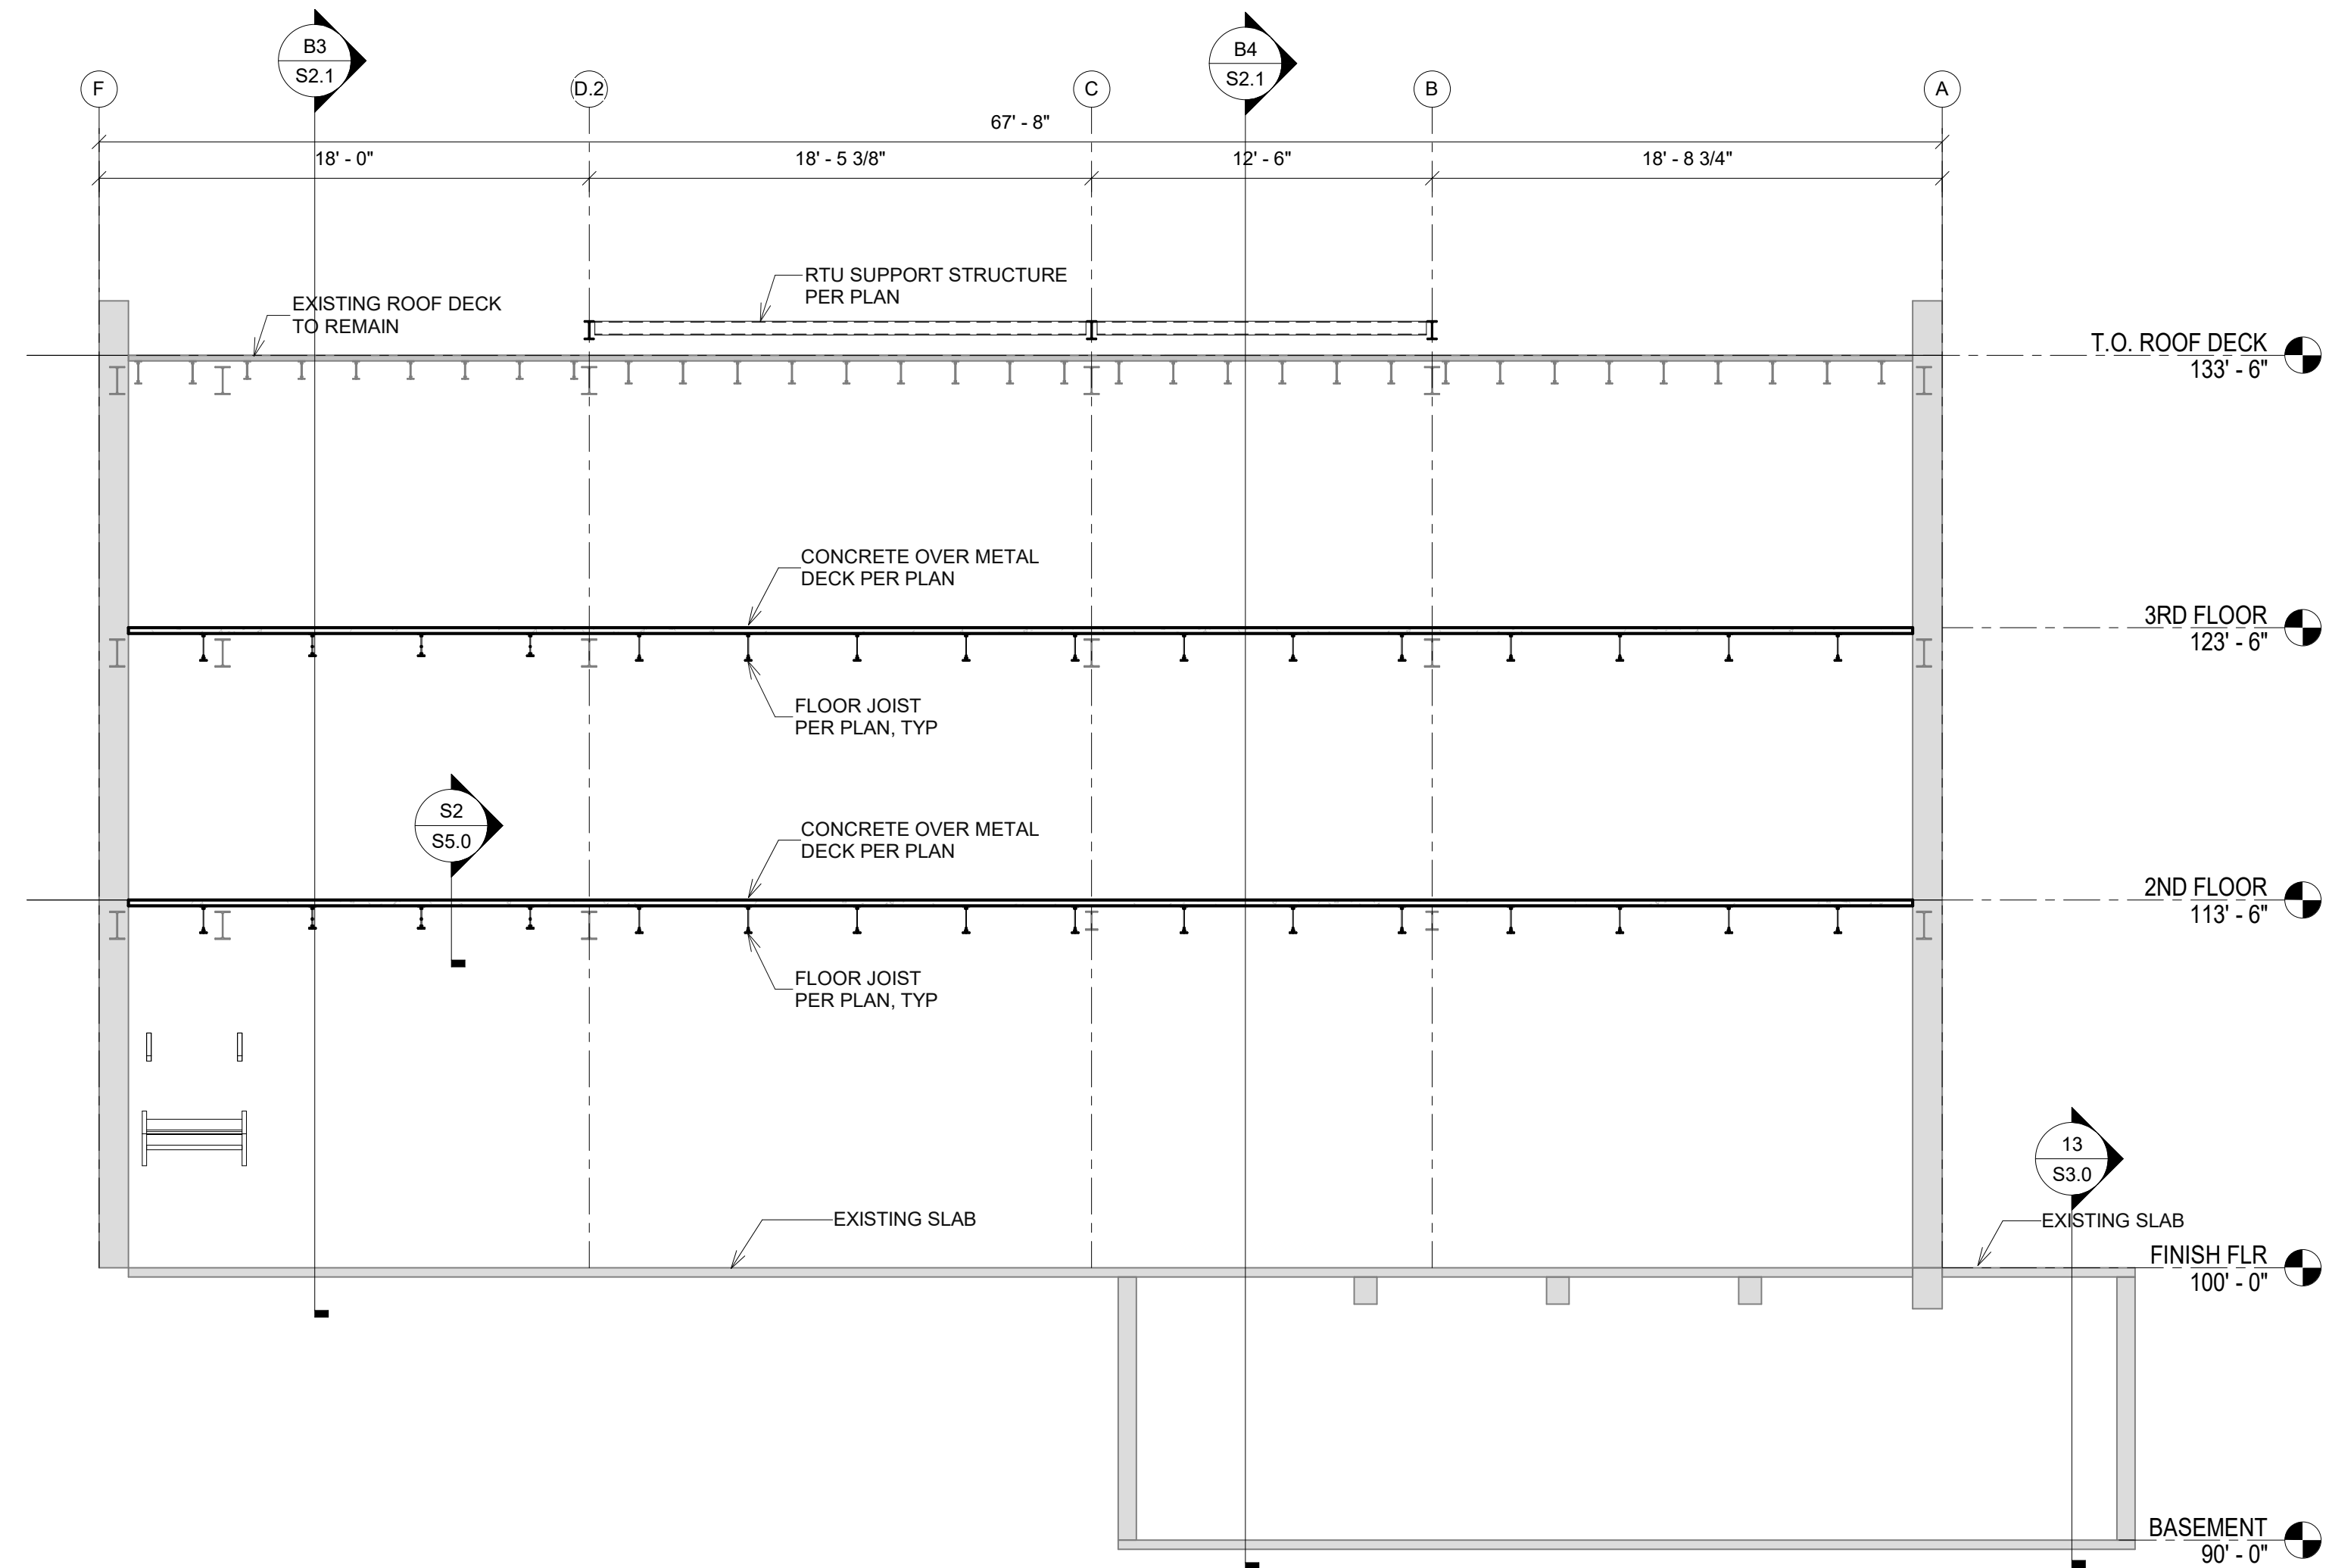 B3
S2.1
B4
S2.1
F
D.2
C
B
A
67' - 8"
18' - 0"
18' - 5 3/8"
12' - 6"
18' - 8 3/4"
RTU SUPPORT STRUCTURE
PER PLAN
EXISTING ROOF DECK
TO REMAIN
T.O. ROOF DECK
133' - 6"
CONCRETE OVER METAL
DECK PER PLAN
3RD FLOOR
123' - 6"
FLOOR JOIST
PER PLAN, TYP
S2
S5.0
CONCRETE OVER METAL
DECK PER PLAN
2ND FLOOR
113' - 6"
FLOOR JOIST
PER PLAN, TYP
13
S3.0
EXISTING SLAB
EXISTING SLAB
FINISH FLR
100' - 0"
BASEMENT
90' - 0"